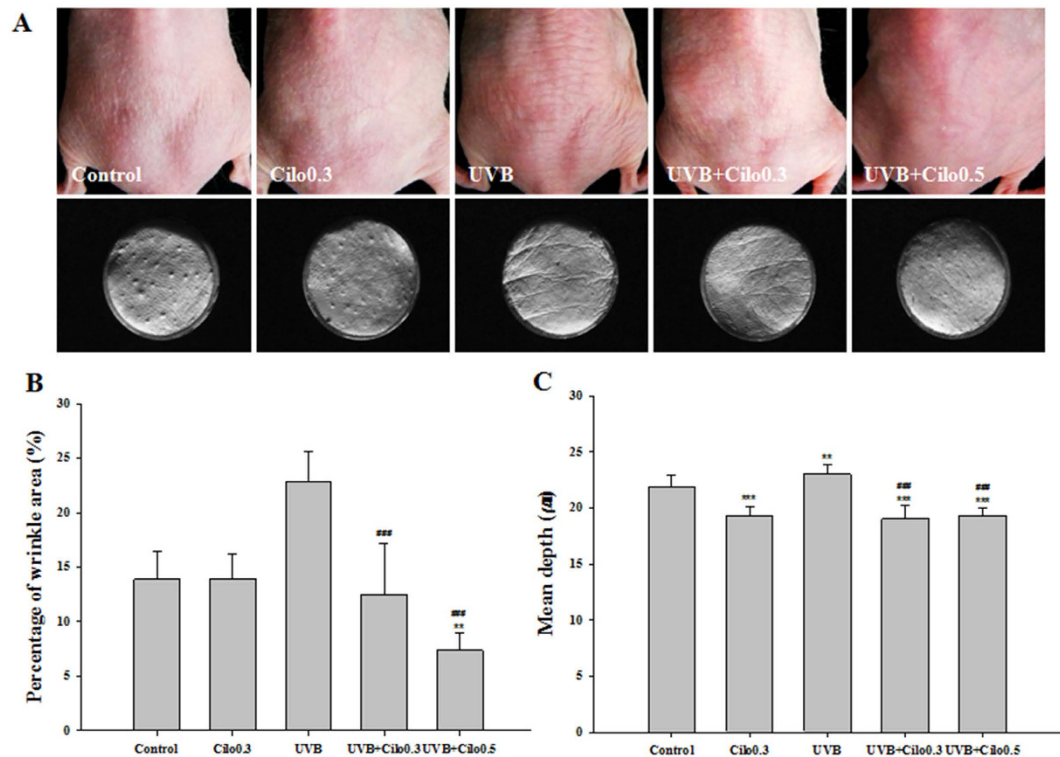 A
Control
Cilo0.3
UVB
UVB+Cilo0.3
UVB+Cilo0.5
B
Percentage of wrinkle area (%)
30
25
20
15
10
5
0
###
###
**
Control
Cilo0.3
UVB
UVB+Cilo0.3
UVB+Cilo0.5
C
Mean depth (㎛)
30
25
20
15
10
5
0
***
**
###
***
###
***
Control
Cilo0.3
UVB
UVB+Cilo0.3
UVB+Cilo0.5